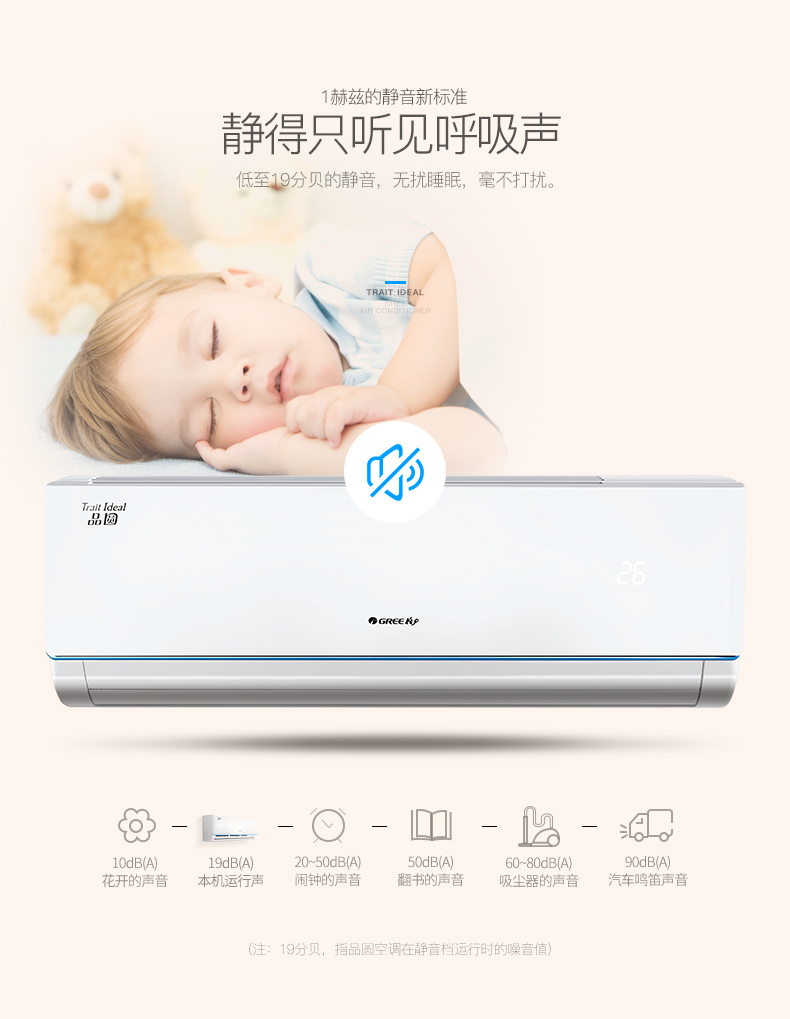 1赫兹的静音新标准
静得只听见呼吸声
低至19分贝的静音，无扰睡眠，毫不打扰。
TRAIT IDEAL
AIR CONDITIONER
Trait Ideal
品圆
26
GREE 格力
10dB(A)
花开的声音
19dB(A)
本机运行声
20~50dB(A)
闹钟的声音
50dB(A)
翻书的声音
60~80dB(A)
吸尘器的声音
90dB(A)
汽车鸣笛声音
（注：19分贝，指品圆空调在静音档运行时的噪音值）